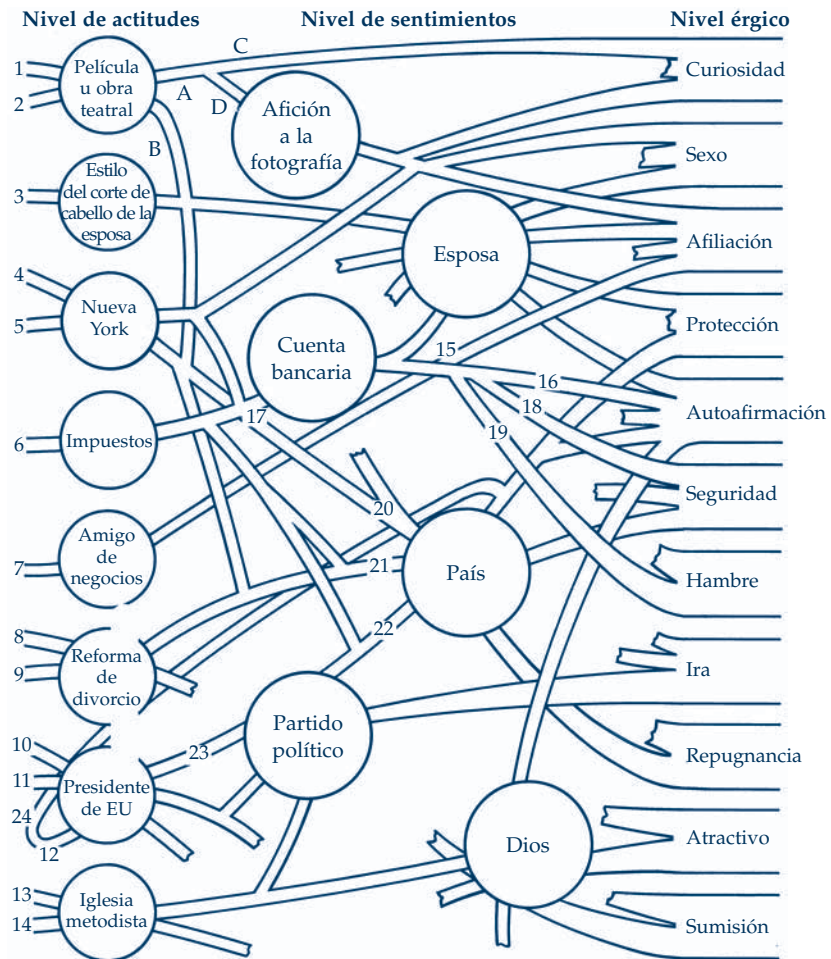 Nivel de actitudes
Nivel de sentimientos
Nivel érgico
1
2
Película
u obra
teatral
A
B
C
D
Afición
a la
fotografía
Curiosidad
Sexo
3
Estilo
del corte de
cabello de la
esposa
Esposa
Afiliación
4
5
Nueva
York
Cuenta
bancaria
15
Protección
16
17
18
19
Autoafirmación
6
Impuestos
20
Seguridad
7
Amigo
de
negocios
21
País
Hambre
8
9
Reforma
de
divorcio
22
Ira
10
11
24
12
Presidente
de EU
23
Partido
político
Repugnancia
Dios
Atractivo
13
14
Iglesia
metodista
Sumisión